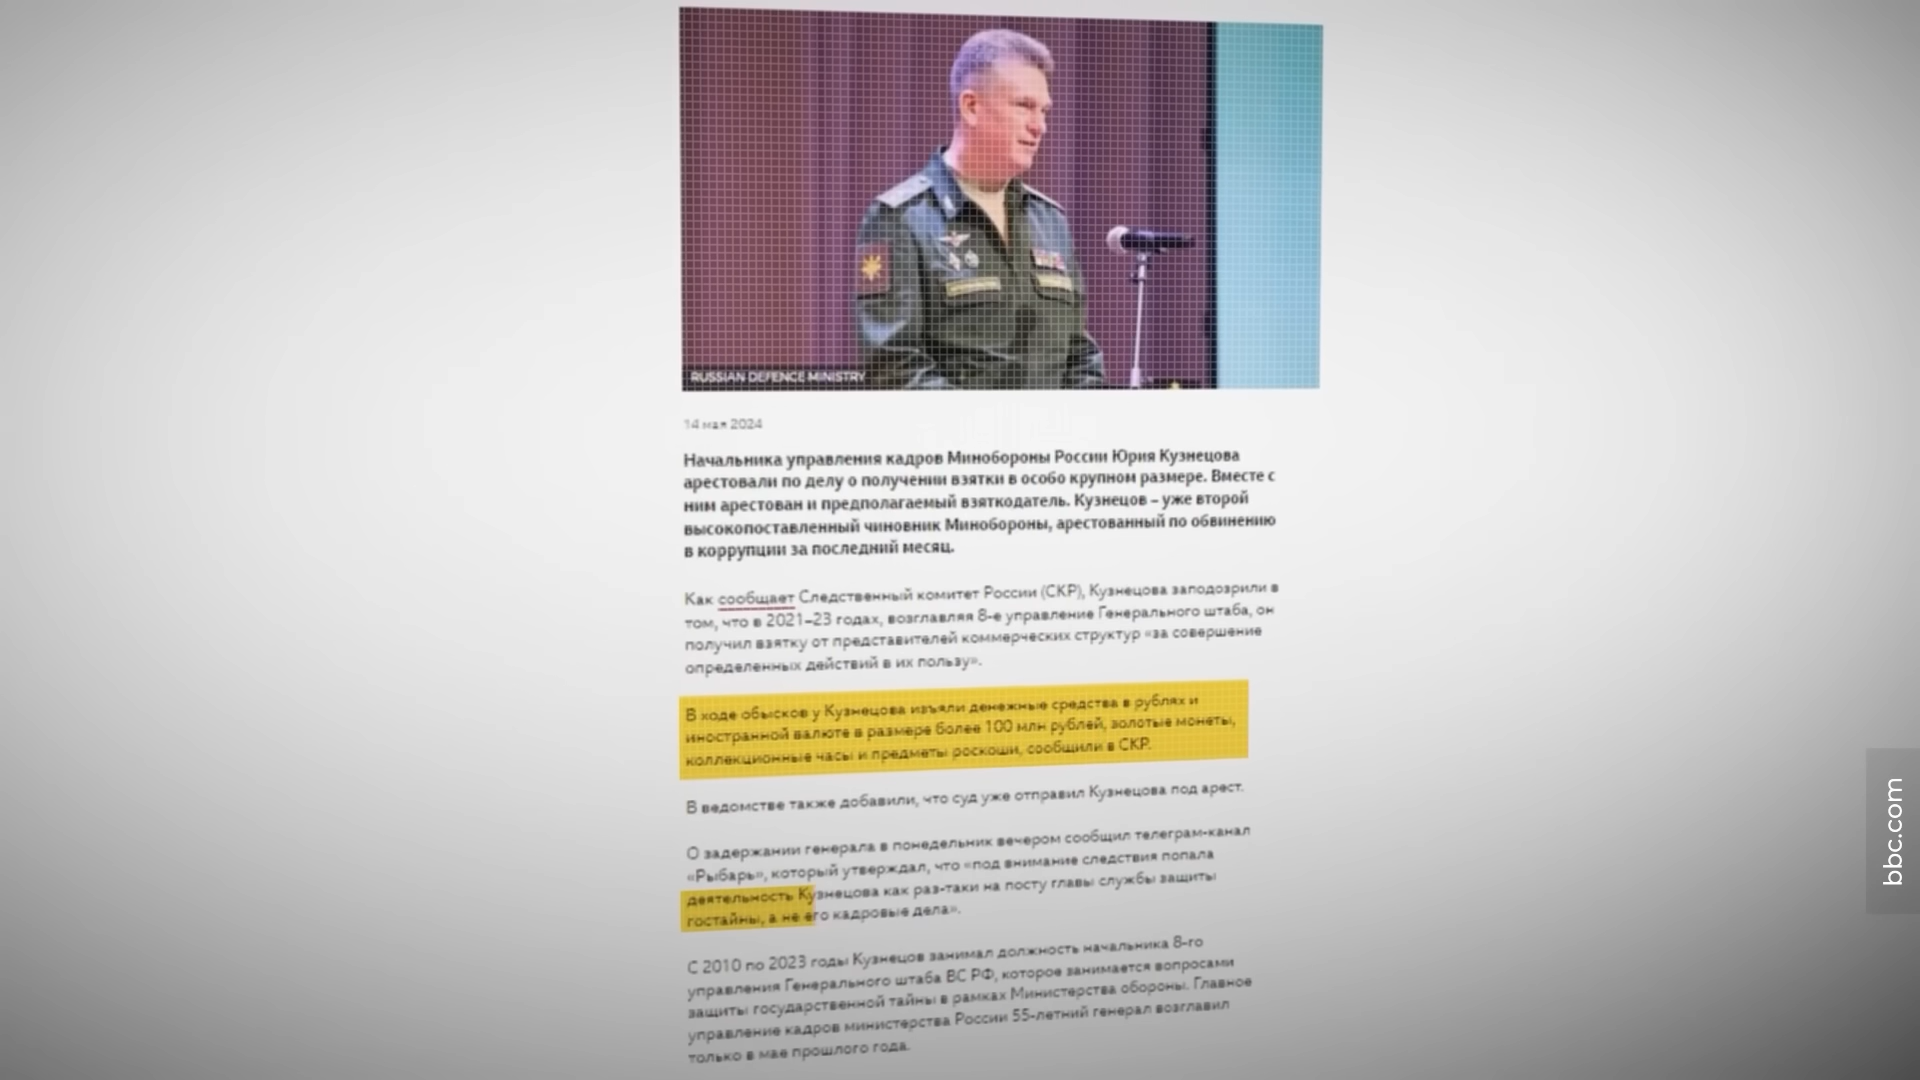 RUSSIAN DEFENCE MINISTRY
14 мая 2024
Начальника управления кадров Минобороны России Юрия Кузнецова
арестовали по делу о получении взятки в особо крупном размере. Вместе с
ним арестован и предполагаемый взяткодатель. Кузнецов – уже второй
высокопоставленный чиновник Минобороны, арестованный по обвинению
в коррупции за последний месяц.
Как сообщает Следственный комитет России (СКР), Кузнецова заподозрили в
том, что в 2021–23 годах, возглавляя 8-е управление Генерального штаба, он
получил взятку от представителей коммерческих структур «за совершение
определенных действий в их пользу».
В ходе обысков у Кузнецова изъяли денежные средства в рублях и
иностранной валюте в размере более 100 млн рублей, золотые монеты,
коллекционные часы и предметы роскоши, сообщили в СКР.
В ведомстве также добавили, что суд уже отправил Кузнецова под арест.
О задержании генерала в понедельник вечером сообщил телеграм-канал
«Рыбарь», который утверждал, что «под внимание следствия попала
деятельность Кузнецова как раз-таки на посту главы службы защиты
гостайны, а не его кадровые дела».
С 2010 по 2023 годы Кузнецов занимал должность начальника 8-го
управления Генерального штаба ВС РФ, которое занимается вопросами
защиты государственной тайны в рамках Министерства обороны. Главное
управление кадров министерства России 55-летний генерал возглавил
только в мае прошлого года.
bbc.com